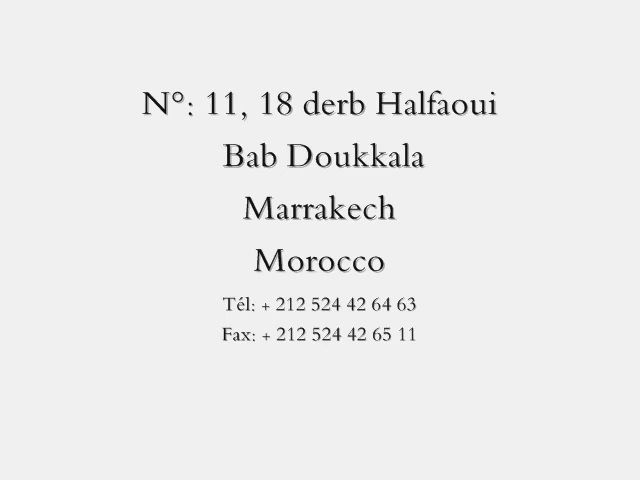 N°: 11, 18 derb Halfaoui
Bab Doukkala
Marrakech
Morocco
Tél: + 212 524 42 64 63
Fax: + 212 524 42 65 11